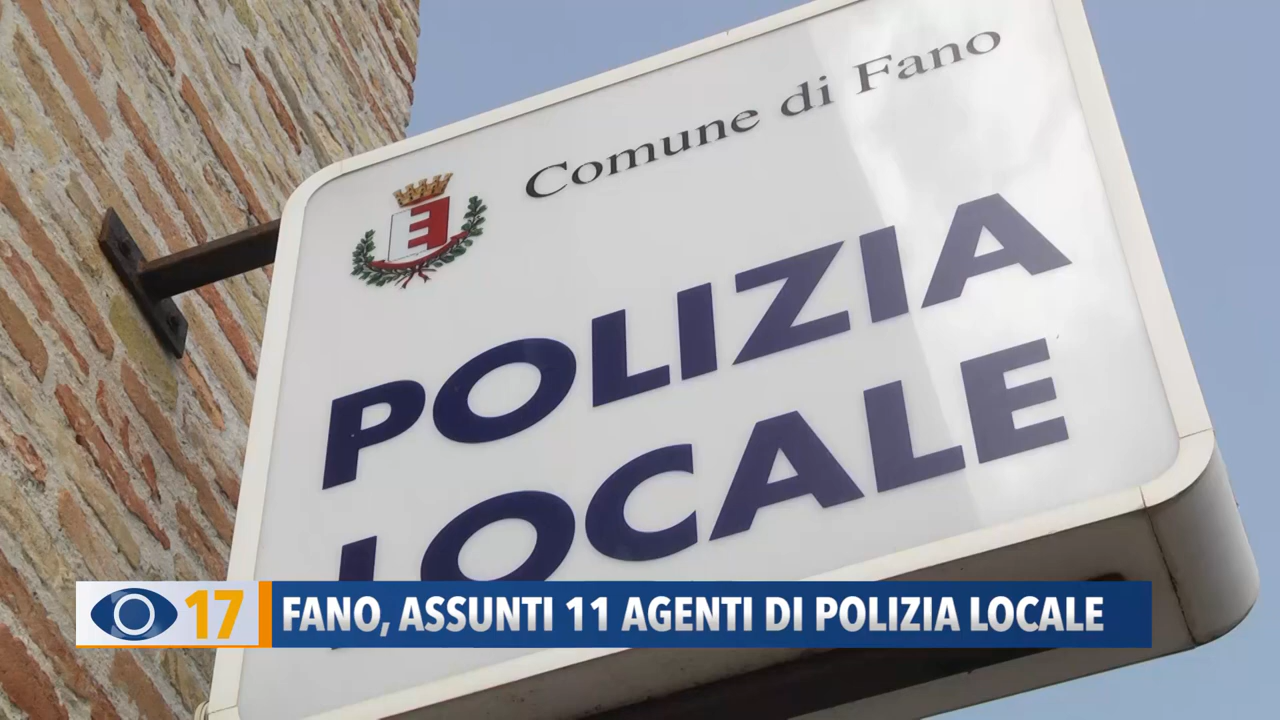 Comune di Fano
POLIZIA
LOCALE
17
FANO, ASSUNTI 11 AGENTI DI POLIZIA LOCALE